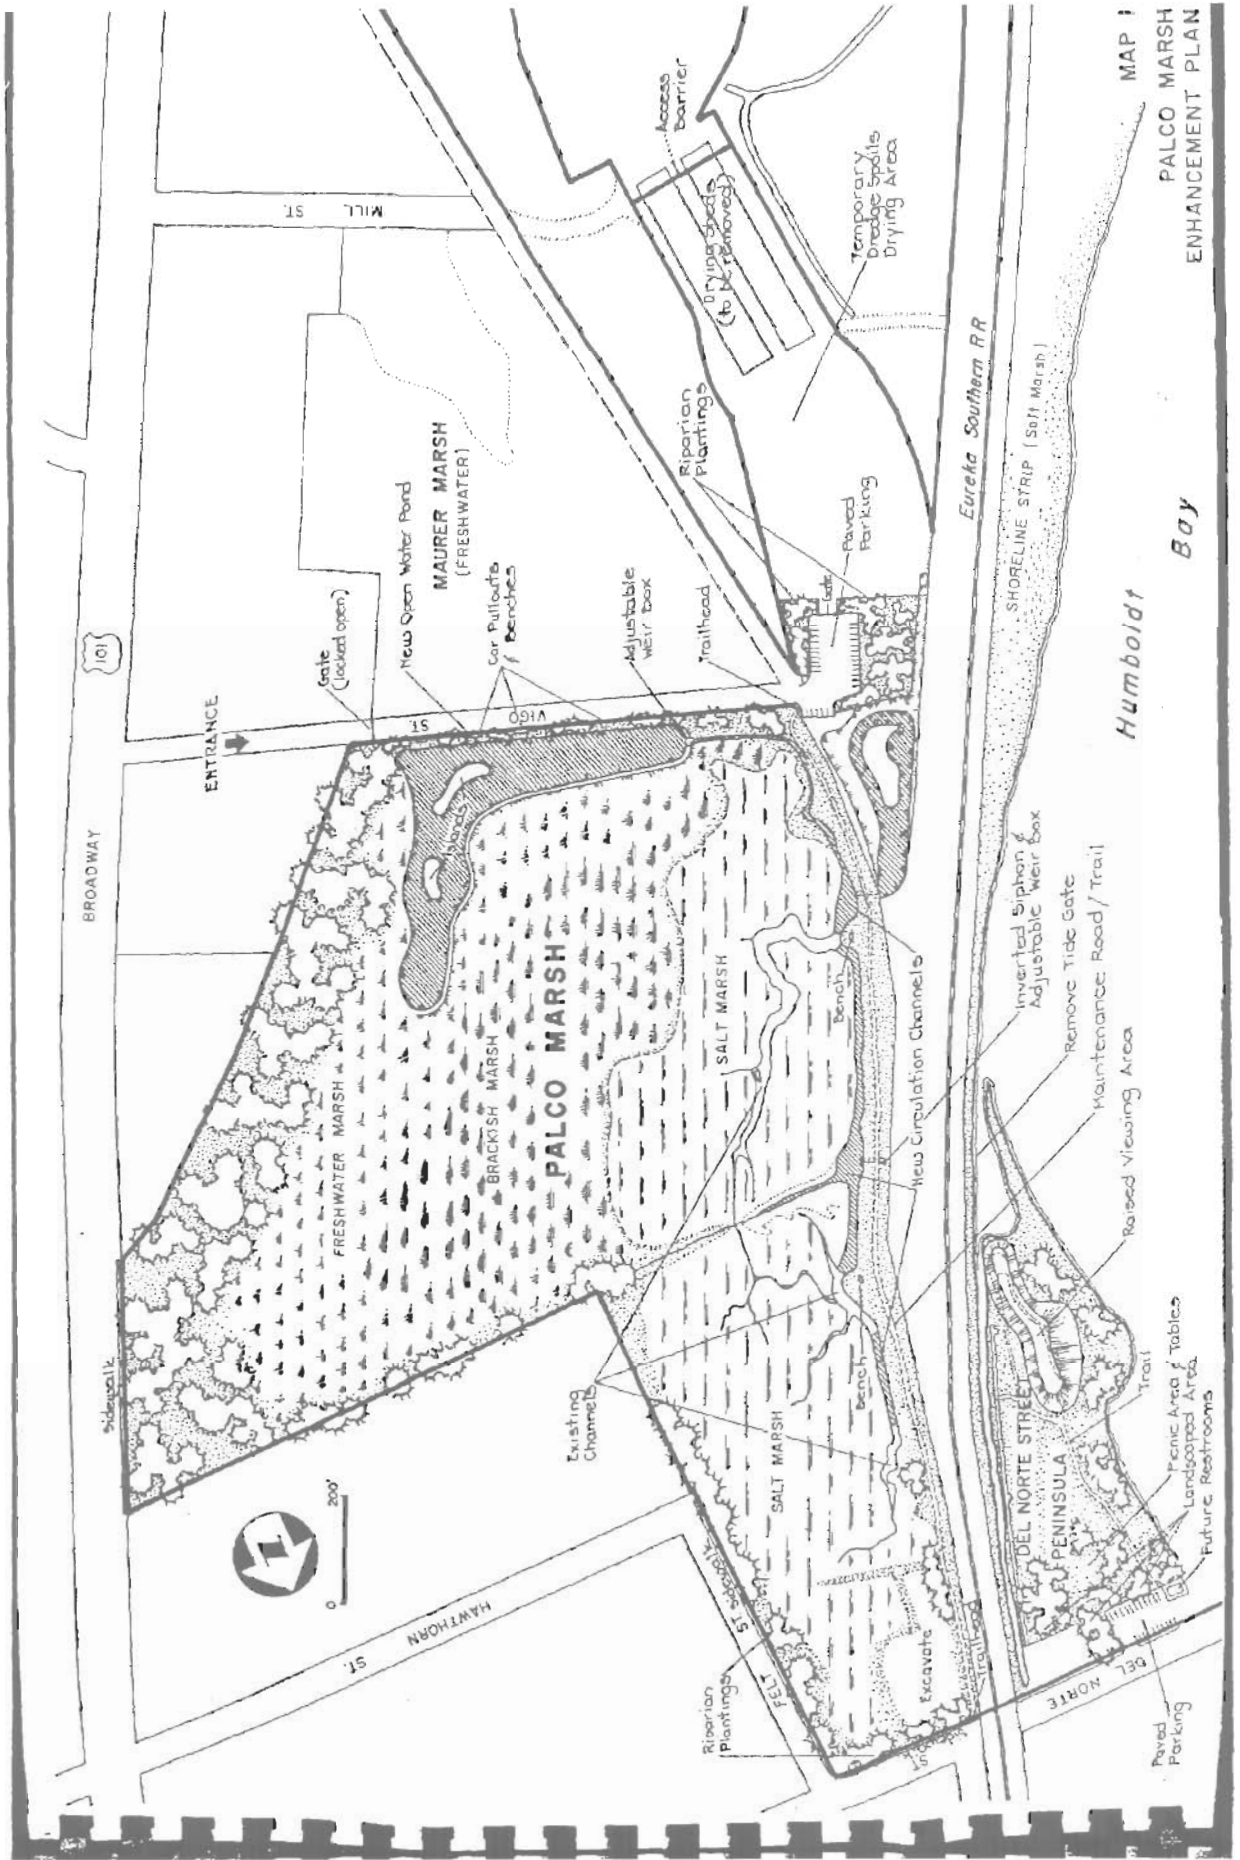 MAP 1
PALCO MARSH
ENHANCEMENT PLAN
BROADWAY
101
ENTRANCE
Sidewalk
MILL ST.
Gate
(locked open)
New Open Water Pond
MAURER MARSH
(FRESHWATER)
Car Pullouts
& Benches
VIGO ST.
Adjustable
Weir Box
Trailhead
Riparian
Plantings
Access
Barrier
Drying Sheds
(to be removed)
Temporary
Dredge Spoils
Drying Area
Gate
Paved
Parking
Eureka Southern RR
SHORELINE STRIP (Salt Marsh)
Humboldt
Bay
Islands
FRESHWATER MARSH
BRACKISH MARSH
PALCO MARSH
SALT MARSH
Bench
New Circulation Channels
Inverted Siphon &
Adjustable Weir Box
Remove Tide Gate
Maintenance Road/Trail
Raised Viewing Area
Existing
Channels
Bench
SALT MARSH
0 200'
HAWTHORN ST.
FELT ST.
Sidewalk
Riparian
Plantings
Excavate
Trailhead
DEL NORTE STREET
PENINSULA
Trail
Picnic Area & Tables
Landscaped Area
Future Restrooms
DEL NORTE
Paved
Parking